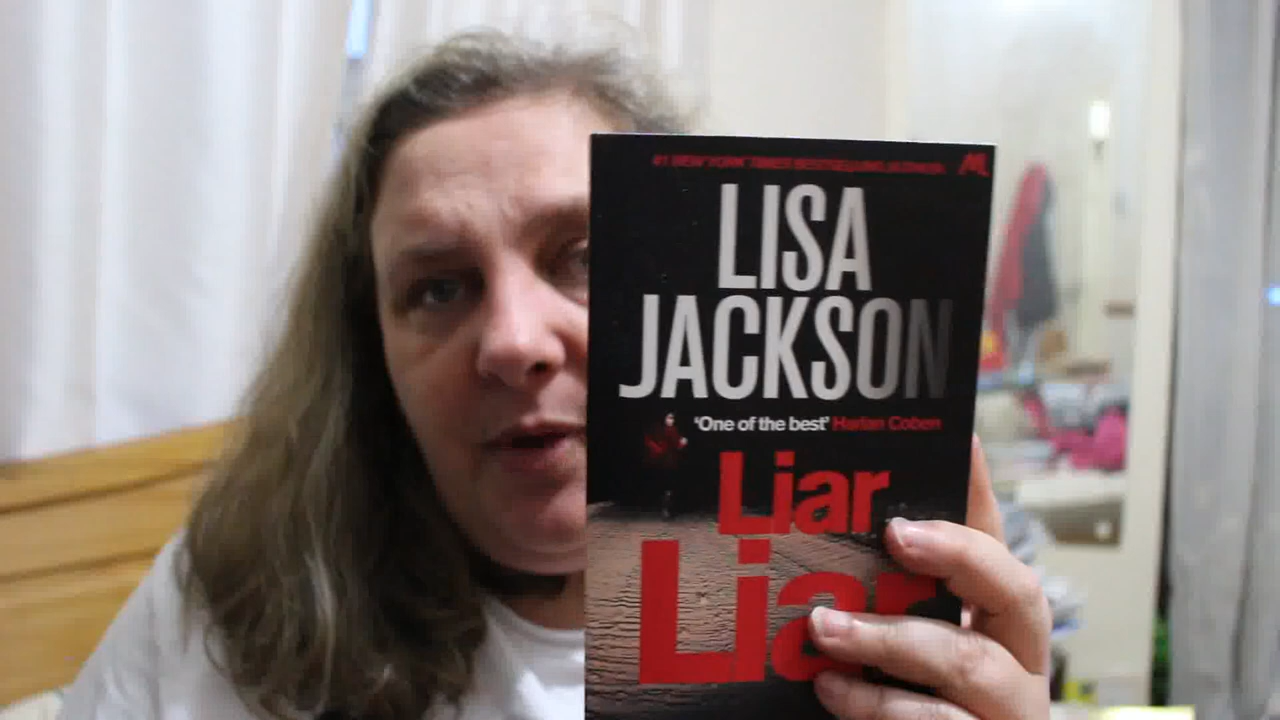 #1 NEW YORK TIMES BESTSELLING AUTHOR
LISA
JACKSON
'One of the best' Harlan Coben
Liar
Liar